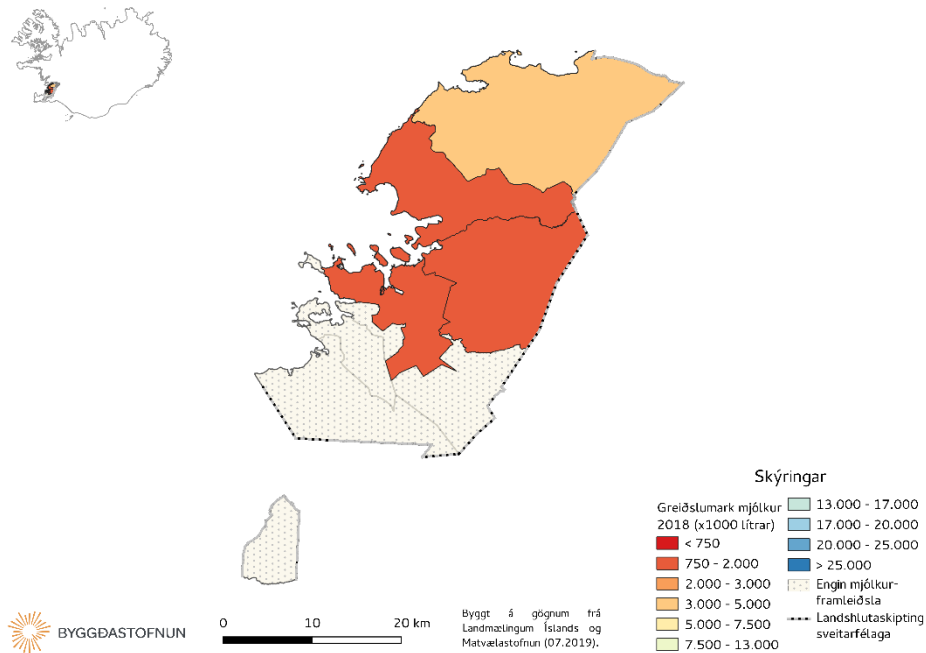 Skýringar
Greiðslumark mjólkur
2018 (x1000 lítrar)
< 750
750 - 2.000
2.000 - 3.000
3.000 - 5.000
5.000 - 7.500
7.500 - 13.000
13.000 - 17.000
17.000 - 20.000
20.000 - 25.000
> 25.000
Engin mjólkur-
framleiðsla
Landshlutaskipting
sveitarfélaga
BYGGÐASTOFNUN
0 10 20 km
Byggt á gögnum frá
Landmælingum Íslands og
Matvælastofnun (07.2019).